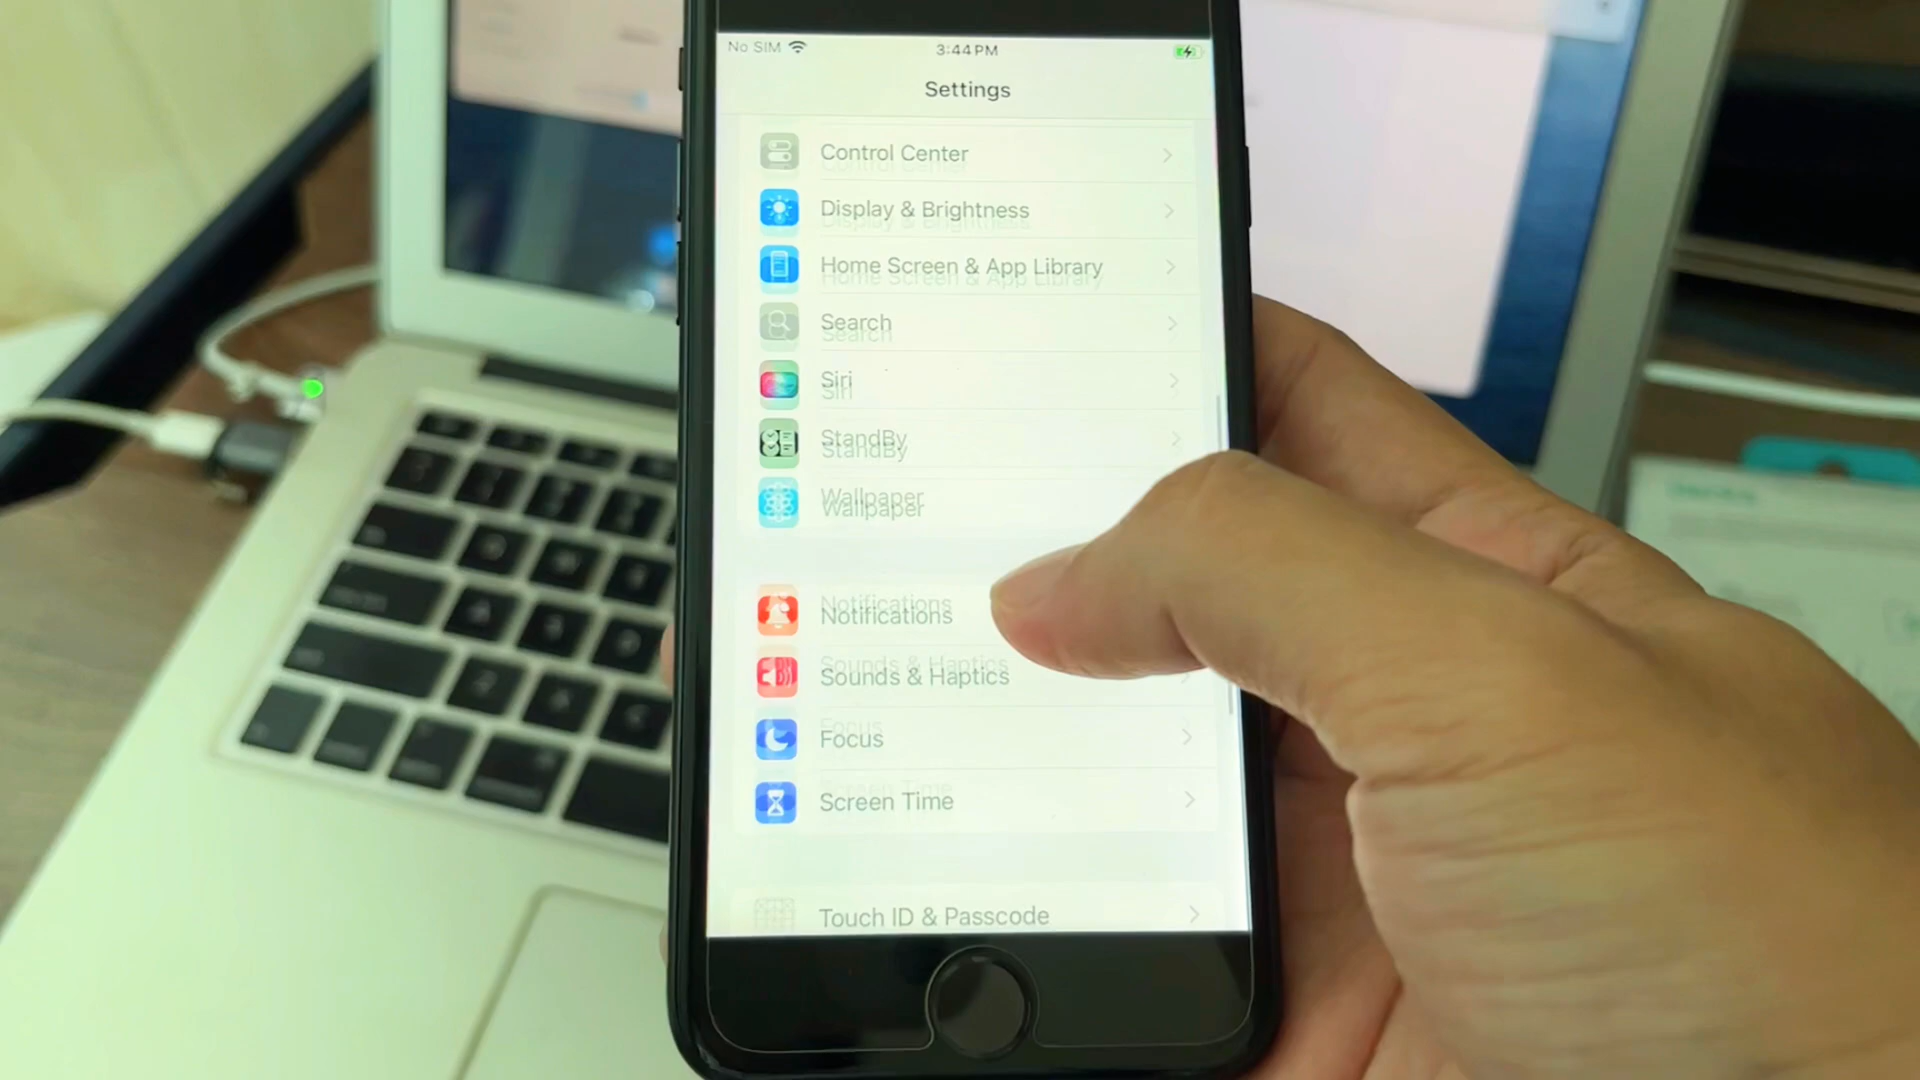 No SIM 3:44 PM
Settings
Control Center
Display & Brightness
Home Screen & App Library
Search
Siri
StandBy
Wallpaper
Notifications
Sounds & Haptics
Focus
Screen Time
Touch ID & Passcode